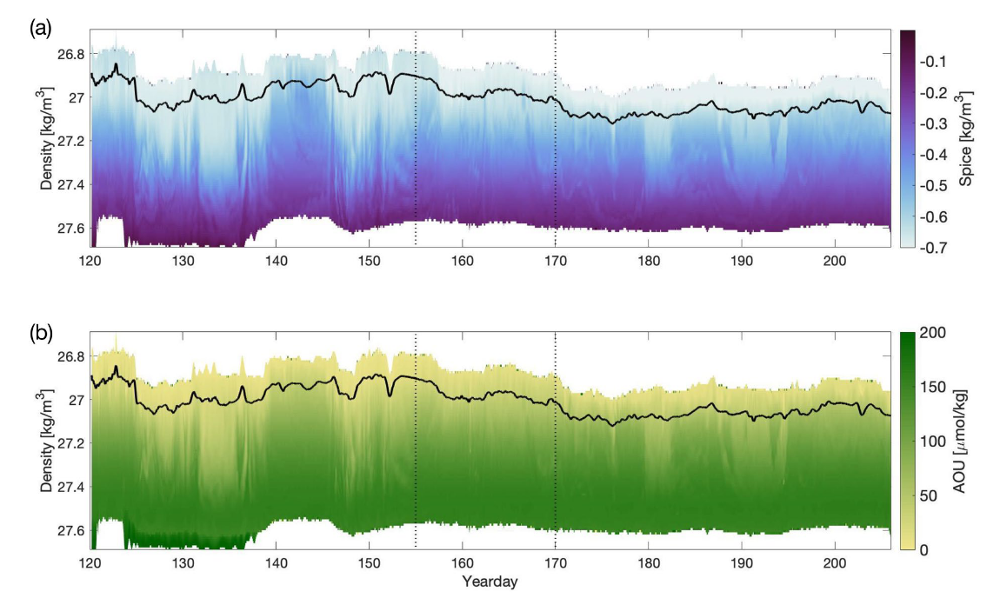 (a)
26.8
27
27.2
27.4
27.6
Density [kg/m³]
120 130 140 150 160 170 180 190 200
-0.1
-0.2
-0.3
-0.4
-0.5
-0.6
-0.7
Spice [kg/m³]
(b)
26.8
27
27.2
27.4
27.6
Density [kg/m³]
120 130 140 150 160 170 180 190 200
Yearday
200
150
100
50
0
AOU [μmol/kg]